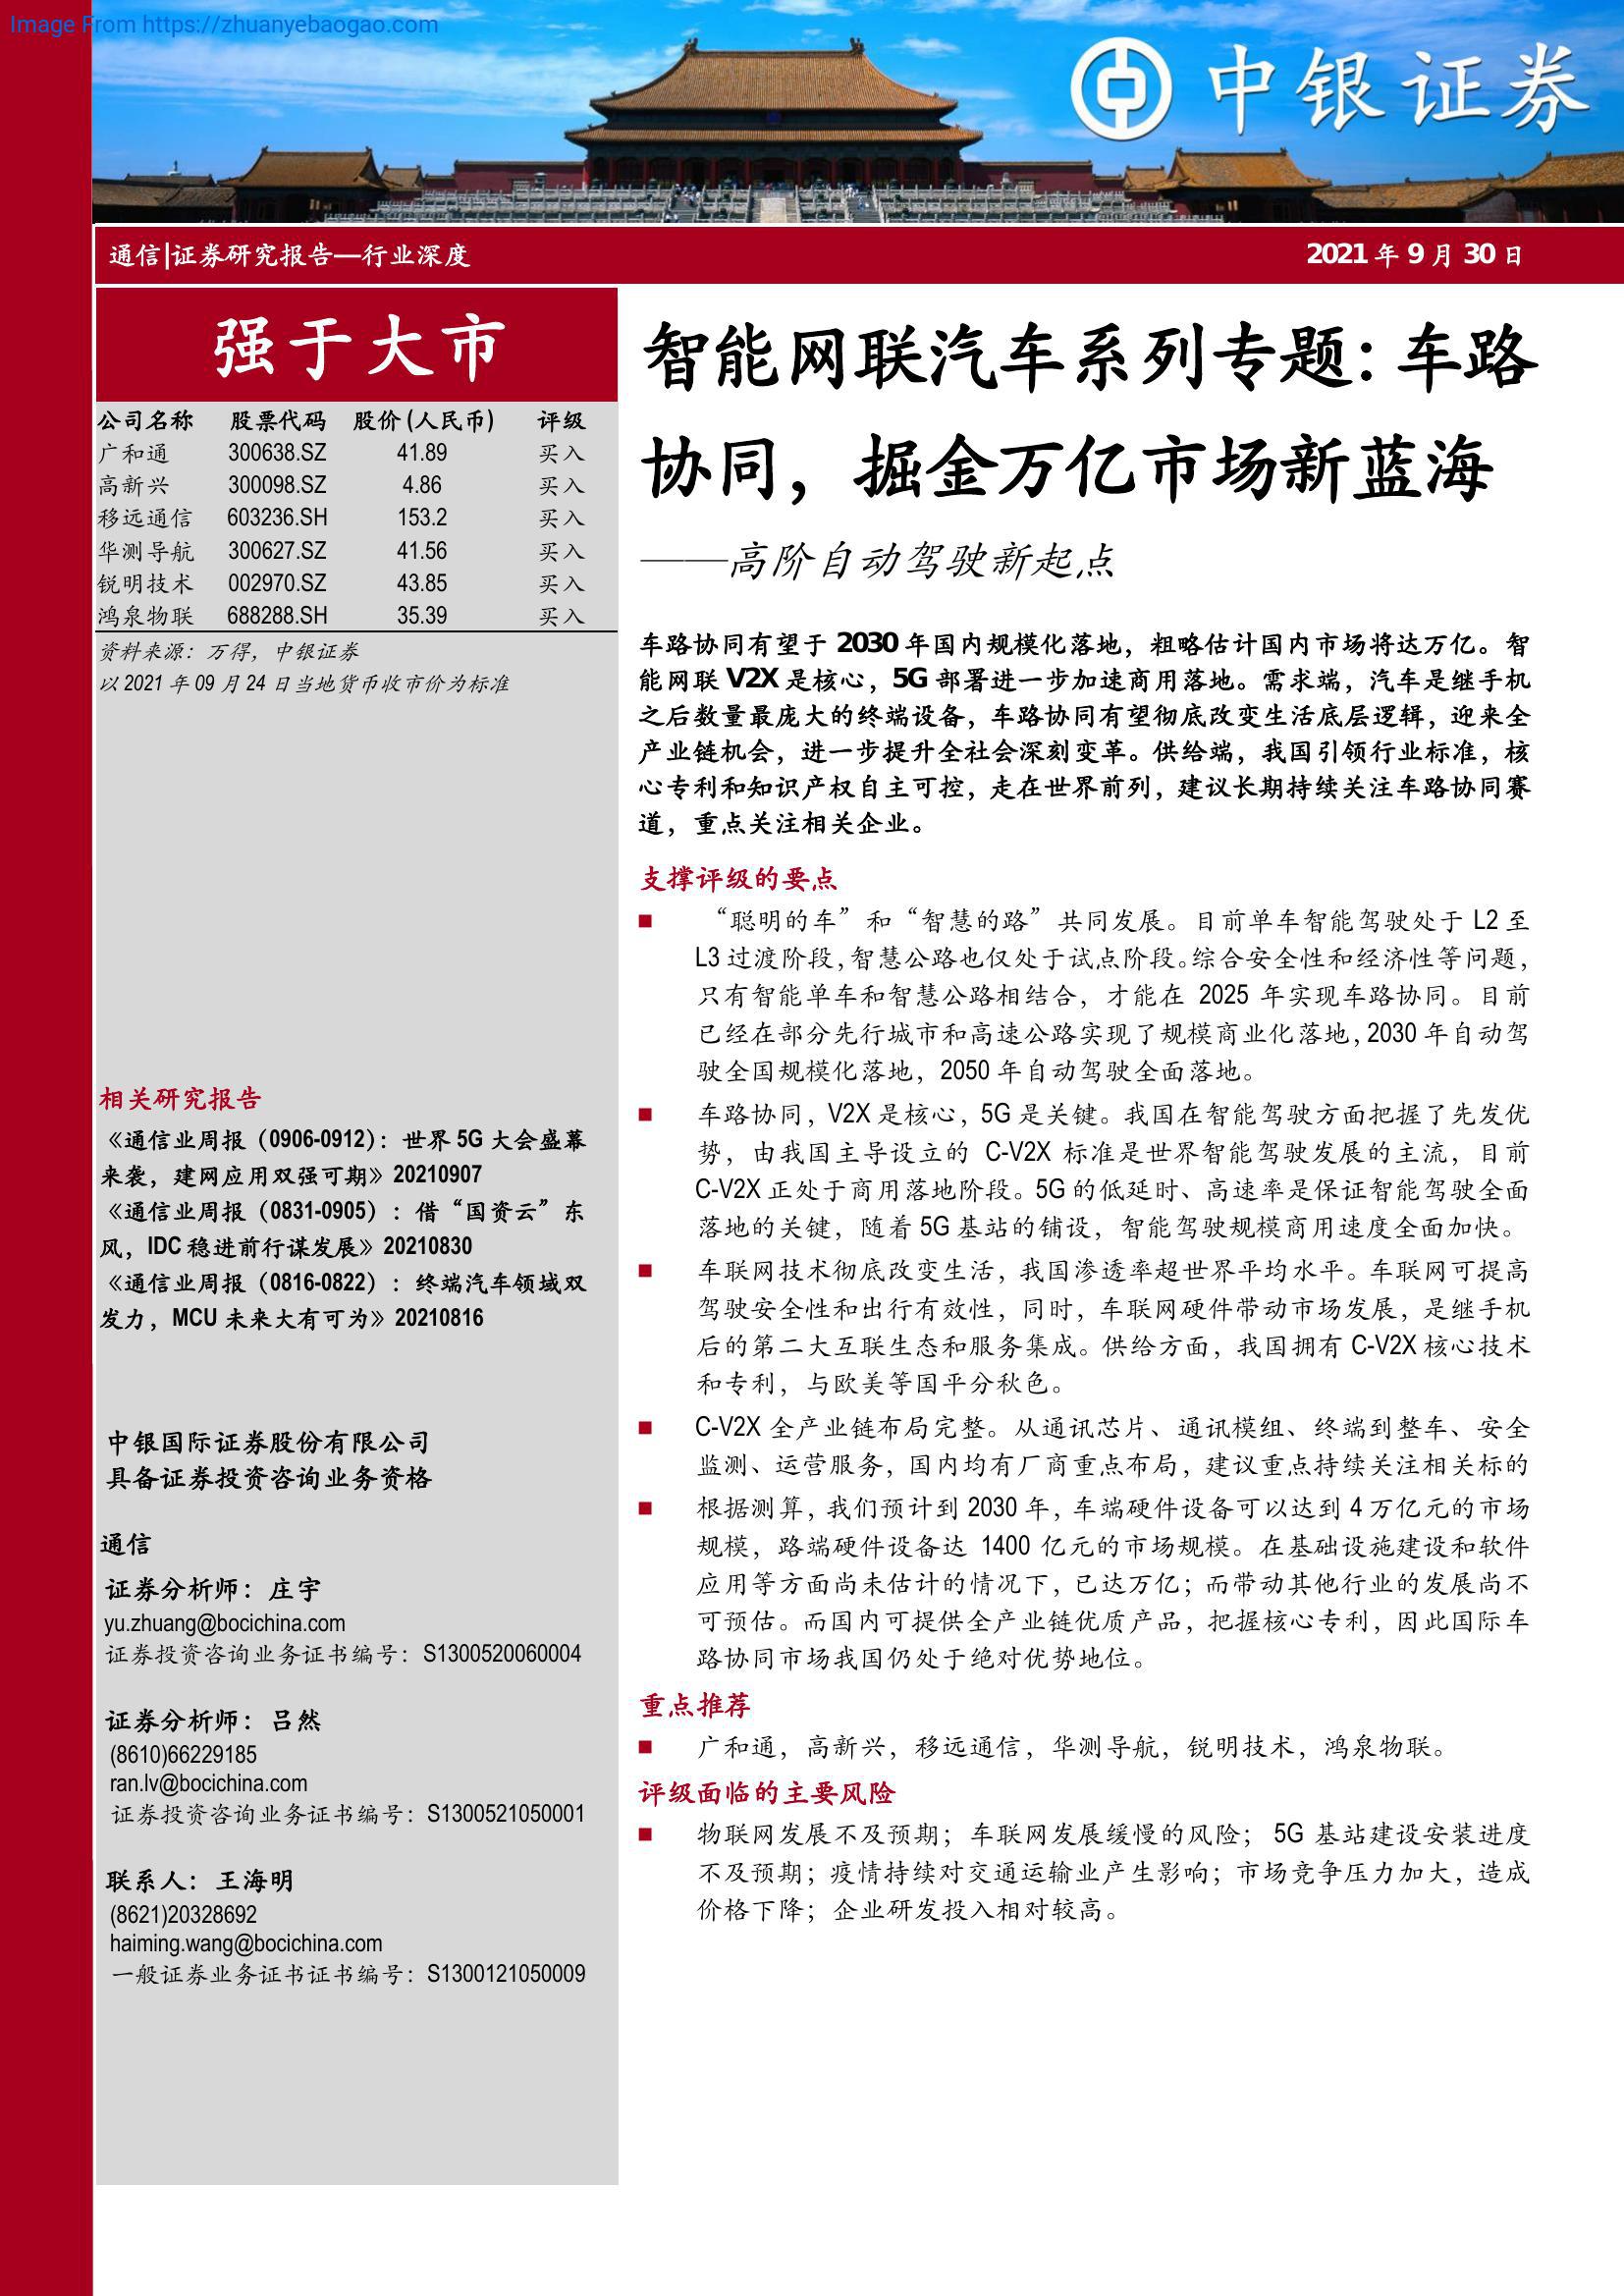 Image From https://zhuanyebaogao.com
中银证券
通信|证券研究报告—行业深度
2021 年 9 月 30 日
强于大市
公司名称 股票代码 股价(人民币) 评级
广和通 300638.SZ 41.89 买入
高新兴 300098.SZ 4.86 买入
移远通信 603236.SH 153.2 买入
华测导航 300627.SZ 41.56 买入
锐明技术 002970.SZ 43.85 买入
鸿泉物联 688288.SH 35.39 买入
资料来源：万得，中银证券
以 2021 年 09 月 24 日当地货币收市价为标准
相关研究报告
《通信业周报（0906-0912）：世界 5G 大会盛幕
来袭，建网应用双强可期》20210907
《通信业周报（0831-0905）：借“国资云”东
风，IDC 稳进前行谋发展》20210830
《通信业周报（0816-0822）：终端汽车领域双
发力，MCU 未来大有可为》20210816
中银国际证券股份有限公司
具备证券投资咨询业务资格
通信
证券分析师：庄宇
yu.zhuang@bocichina.com
证券投资咨询业务证书编号：S1300520060004
证券分析师：吕然
(8610)66229185
ran.lv@bocichina.com
证券投资咨询业务证书编号：S1300521050001
联系人：王海明
(8621)20328692
haiming.wang@bocichina.com
一般证券业务证书证书编号：S1300121050009
智能网联汽车系列专题：车路
协同，掘金万亿市场新蓝海
——高阶自动驾驶新起点
车路协同有望于 2030 年国内规模化落地，粗略估计国内市场将达万亿。智
能网联 V2X 是核心，5G 部署进一步加速商用落地。需求端，汽车是继手机
之后数量最庞大的终端设备，车路协同有望彻底改变生活底层逻辑，迎来全
产业链机会，进一步提升全社会深刻变革。供给端，我国引领行业标准，核
心专利和知识产权自主可控，走在世界前列，建议长期持续关注车路协同赛
道，重点关注相关企业。
支撑评级的要点
■ “聪明的车”和“智慧的路”共同发展。目前单车智能驾驶处于 L2 至
L3 过渡阶段，智慧公路也仅处于试点阶段。综合安全性和经济性等问题，
只有智能单车和智慧公路相结合，才能在 2025 年实现车路协同。目前
已经在部分先行城市和高速公路实现了规模商业化落地，2030 年自动驾
驶全国规模化落地，2050 年自动驾驶全面落地。
■ 车路协同，V2X 是核心，5G 是关键。我国在智能驾驶方面把握了先发优
势，由我国主导设立的 C-V2X 标准是世界智能驾驶发展的主流，目前
C-V2X 正处于商用落地阶段。5G 的低延时、高速率是保证智能驾驶全面
落地的关键，随着 5G 基站的铺设，智能驾驶规模商用速度全面加快。
■ 车联网技术彻底改变生活，我国渗透率超世界平均水平。车联网可提高
驾驶安全性和出行有效性，同时，车联网硬件带动市场发展，是继手机
后的第二大互联生态和服务集成。供给方面，我国拥有 C-V2X 核心技术
和专利，与欧美等国平分秋色。
■ C-V2X 全产业链布局完整。从通讯芯片、通讯模组、终端到整车、安全
监测、运营服务，国内均有厂商重点布局，建议重点持续关注相关标的
■ 根据测算，我们预计到 2030 年，车端硬件设备可以达到 4 万亿元的市场
规模，路端硬件设备达 1400 亿元的市场规模。在基础设施建设和软件
应用等方面尚未估计的情况下，已达万亿；而带动其他行业的发展尚不
可预估。而国内可提供全产业链优质产品，把握核心专利，因此国际车
路协同市场我国仍处于绝对优势地位。
重点推荐
■ 广和通，高新兴，移远通信，华测导航，锐明技术，鸿泉物联。
评级面临的主要风险
■ 物联网发展不及预期；车联网发展缓慢的风险； 5G 基站建设安装进度
不及预期；疫情持续对交通运输业产生影响；市场竞争压力加大，造成
价格下降；企业研发投入相对较高。